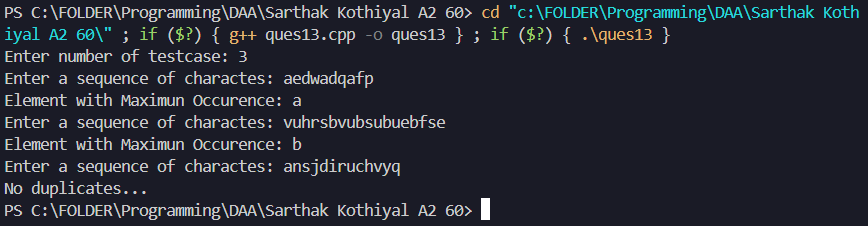 PS C:\FOLDER\Programming\DAA\Sarthak Kothiyal A2 60> cd "c:\FOLDER\Programming\DAA\Sarthak Koth
iyal A2 60\" ; if ($?) { g++ ques13.cpp -o ques13 } ; if ($?) { .\ques13 }
Enter number of testcase: 3
Enter a sequence of charactes: aedwadqafp
Element with Maximun Occurence: a
Enter a sequence of charactes: vuhrsbvubsubuebfse
Element with Maximun Occurence: b
Enter a sequence of charactes: ansjdiruchvyq
No duplicates...
PS C:\FOLDER\Programming\DAA\Sarthak Kothiyal A2 60>